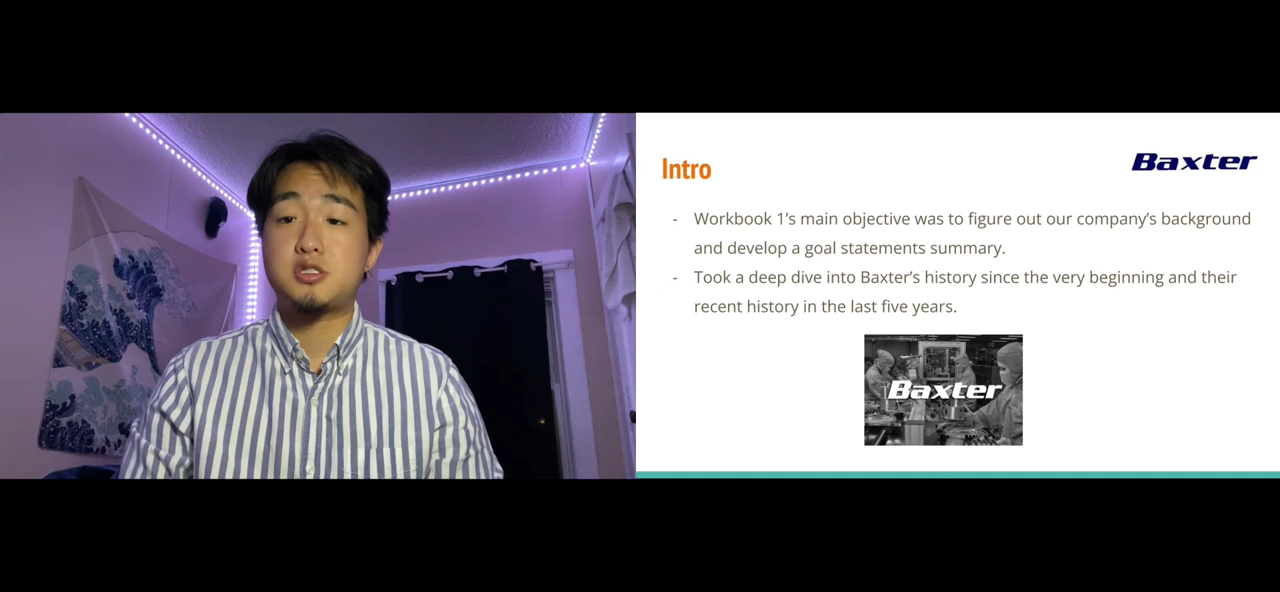 Intro
Baxter
- Workbook 1’s main objective was to figure out our company’s background
and develop a goal statements summary.
- Took a deep dive into Baxter’s history since the very beginning and their
recent history in the last five years.
Baxter